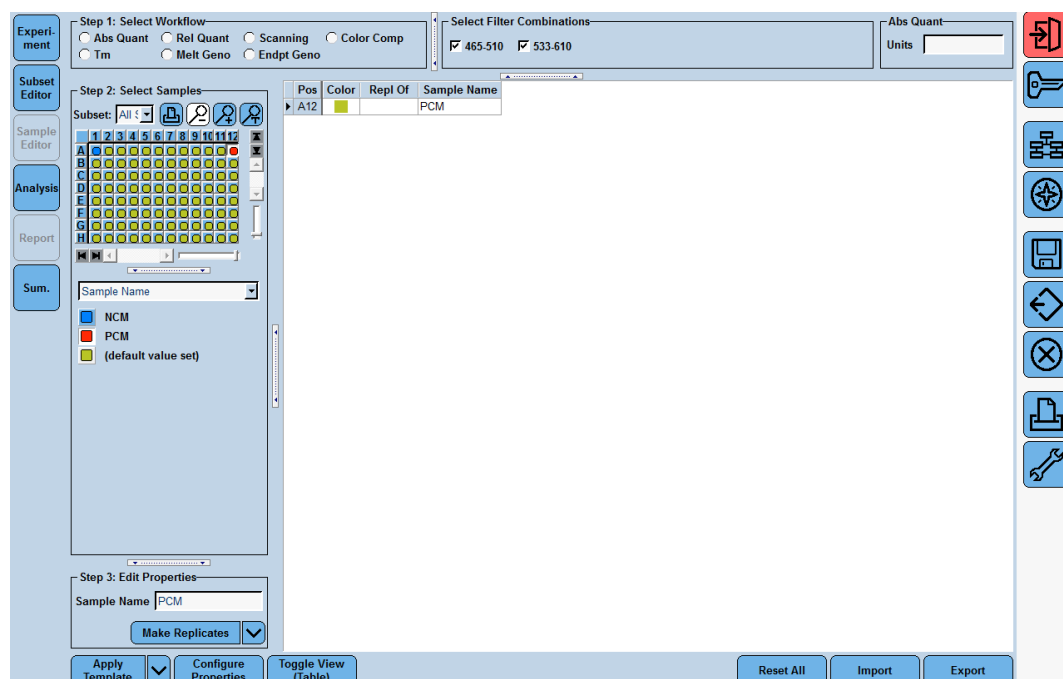 Experi-
ment
Subset
Editor
Sample
Editor
Analysis
Report
Sum.
Step 1: Select Workflow
Abs Quant Rel Quant Scanning Color Comp
Tm Melt Geno Endpt Geno
Select Filter Combinations
465-510 533-610
Abs Quant
Units
Step 2: Select Samples
Subset: All
1 2 3 4 5 6 7 8 9 10 11 12
A
B
C
D
E
F
G
H
Sample Name
NCM
PCM
(default value set)
Pos Color Repl Of Sample Name
A12 PCM
Step 3: Edit Properties
Sample Name PCM
Make Replicates
Apply
Template
Configure
Properties
Toggle View
(Table)
Reset All
Import
Export